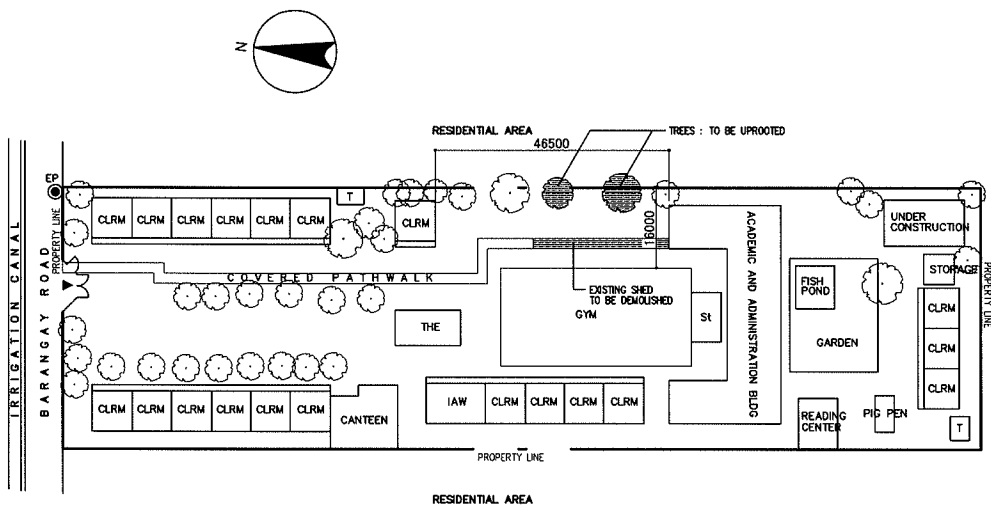 N
RESIDENTIAL AREA
TREES : TO BE UPROOTED
46500
EP
T
CLRM CLRM CLRM CLRM CLRM CLRM
CLRM
16000
UNDER
CONSTRUCTION
IRRIGATION CANAL
BARANGAY ROAD
PROPERTY LINE
COVERED PATHWALK
EXISTING SHED
TO BE DEMOLISHED
GYM
St
ACADEMIC AND ADMINISTRATION BLDG
FISH
POND
GARDEN
STORAGE
PROPERTY LINE
THE
CLRM
CLRM
CLRM
CLRM CLRM CLRM CLRM CLRM CLRM
CANTEEN
IAW CLRM CLRM CLRM CLRM
READING
CENTER
PIG PEN
T
PROPERTY LINE
RESIDENTIAL AREA